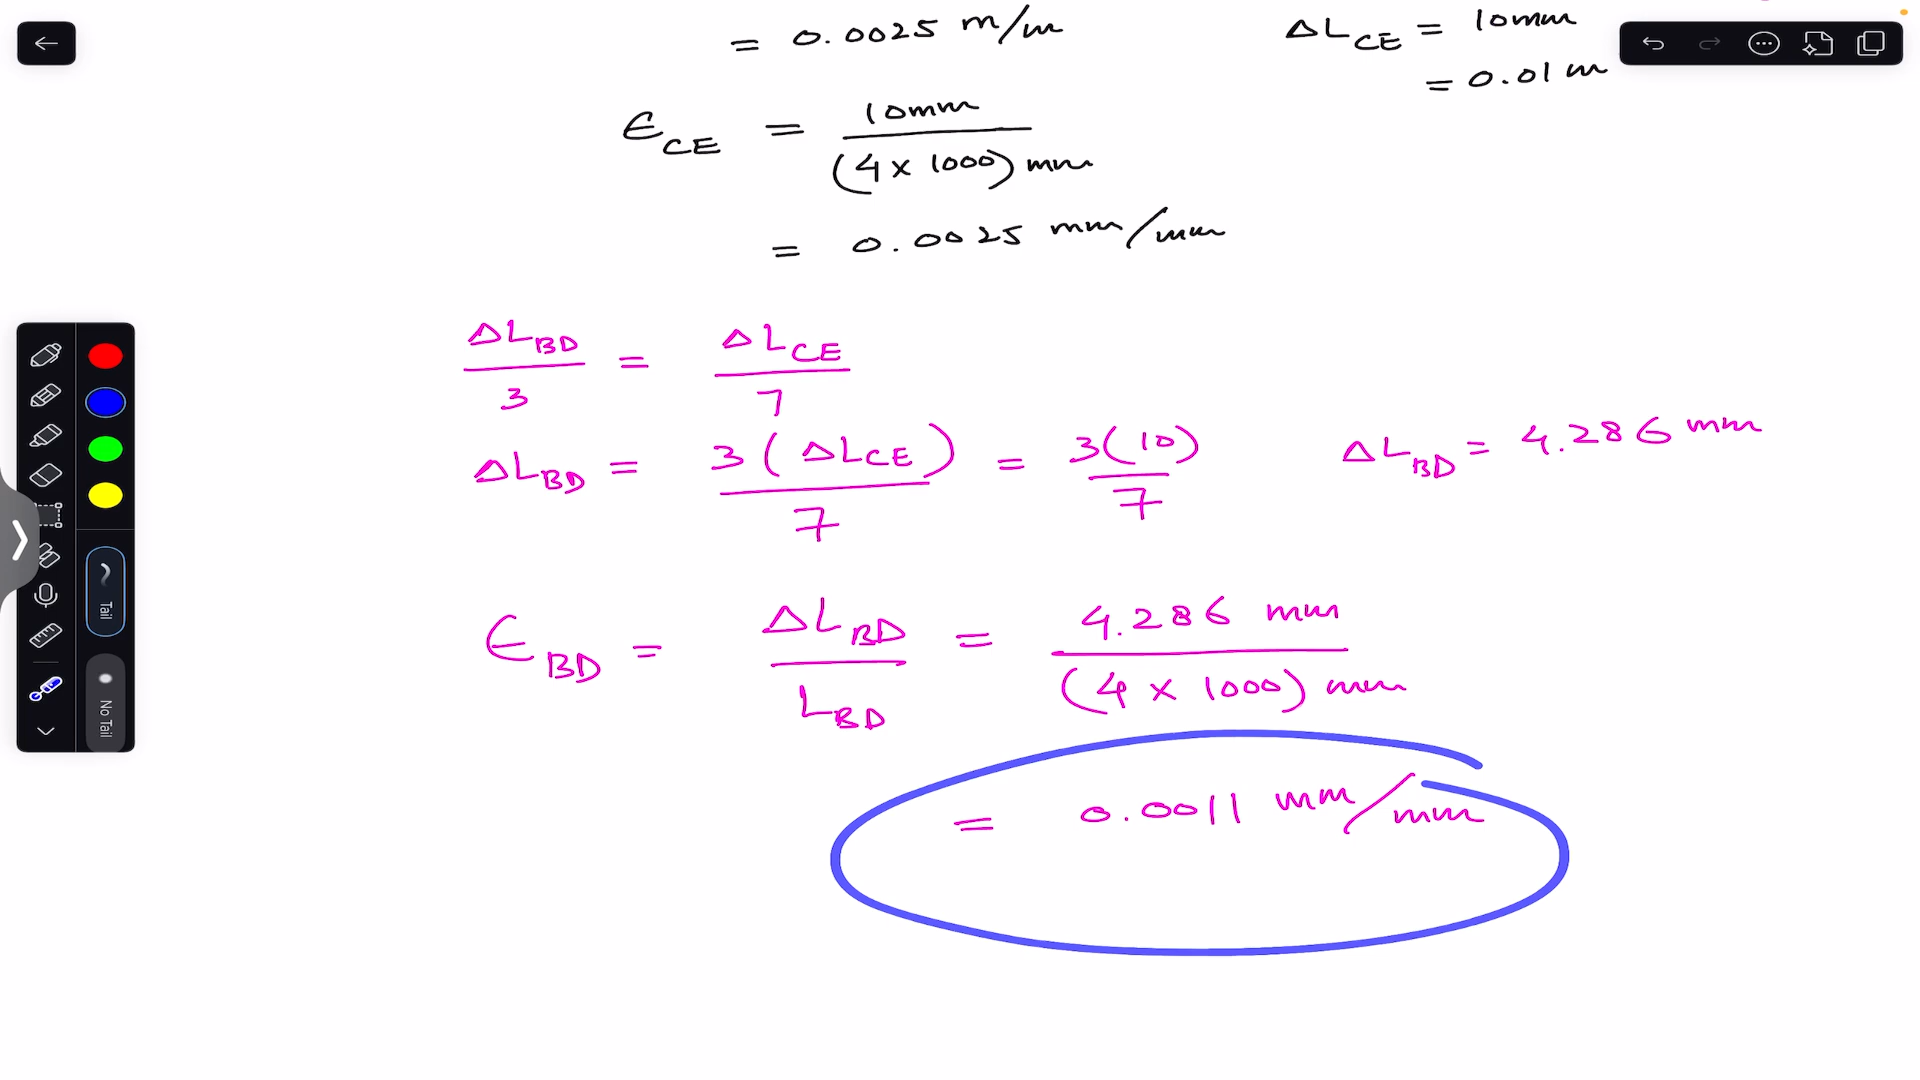 = 0.0025 m/m
ΔL_CE = 10mm
= 0.01 m
ϵ_CE = 10mm / (4 x 1000) mm
= 0.0025 mm/mm
ΔL_BD / 3 = ΔL_CE / 7
ΔL_BD = 3(ΔL_CE) / 7 = 3(10) / 7
ΔL_BD = 4.286 mm
ϵ_BD = ΔL_BD / L_BD = 4.286 mm / (4 x 1000) mm
= 0.0011 mm/mm
Tail
No Tail